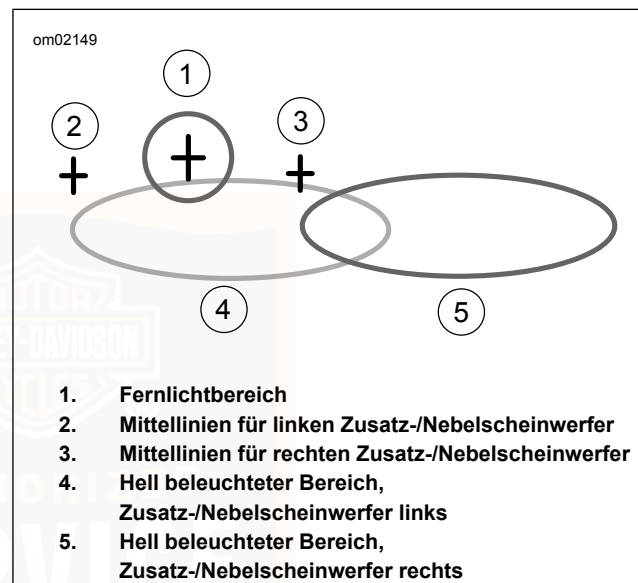 om02149
1
2
3
4
5
1. Fernlichtbereich
2. Mittellinien für linken Zusatz-/Nebelscheinwerfer
3. Mittellinien für rechten Zusatz-/Nebelscheinwerfer
4. Hell beleuchteter Bereich,
Zusatz-/Nebelscheinwerfer links
5. Hell beleuchteter Bereich,
Zusatz-/Nebelscheinwerfer rechts